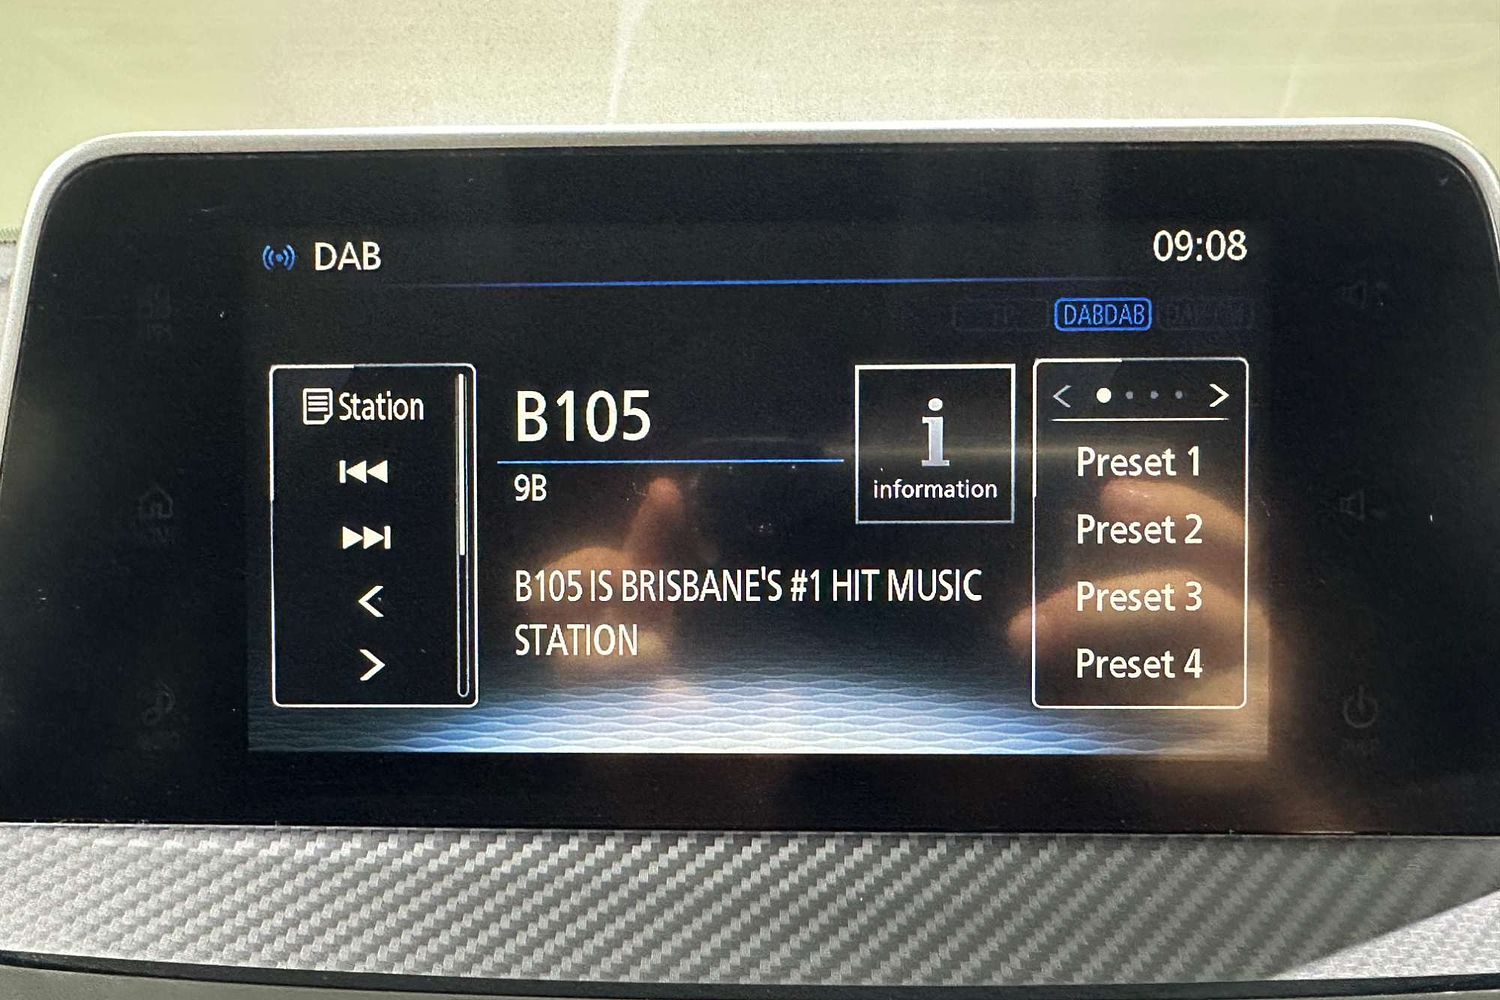 DAB
09:08
DABDAB
Station
B105
9B
information
B105 IS BRISBANE'S #1 HIT MUSIC
STATION
Preset 1
Preset 2
Preset 3
Preset 4